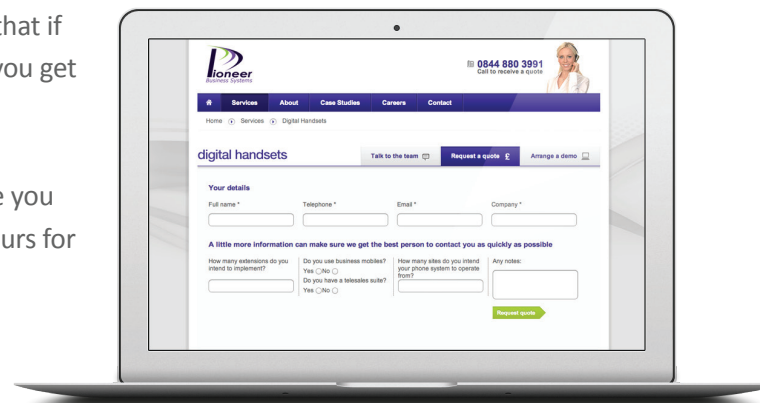 that if
you get
e you
urs for
Pioneer
Business Systems
0844 880 3991
Call to receive a quote
Services About Case Studies Careers Contact
Home Services Digital Handsets
digital handsets
Talk to the team Request a quote £ Arrange a demo
Your details
Full name * Telephone * Email * Company *
A little more information can make sure we get the best person to contact you as quickly as possible
How many extensions do you
intend to implement?
Do you use business mobiles?
Yes No
Do you have a telesales suite?
Yes No
How many sites do you intend
your phone system to operate
from?
Any notes:
Request quote